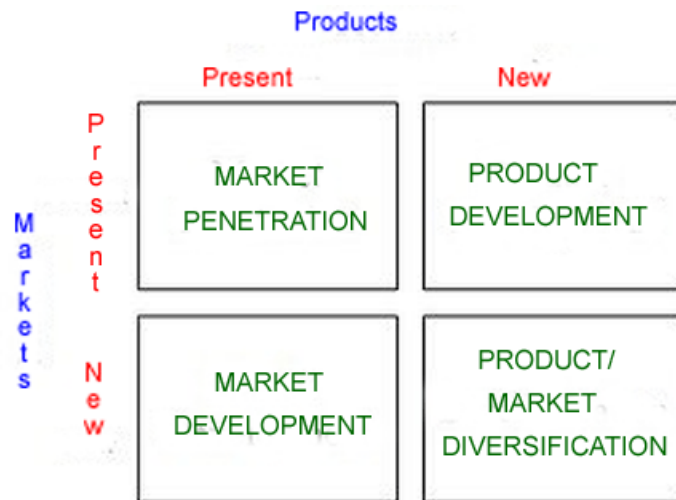 Products
Present New
Present
MARKET
PENETRATION
PRODUCT
DEVELOPMENT
Markets
New
MARKET
DEVELOPMENT
PRODUCT/
MARKET
DIVERSIFICATION